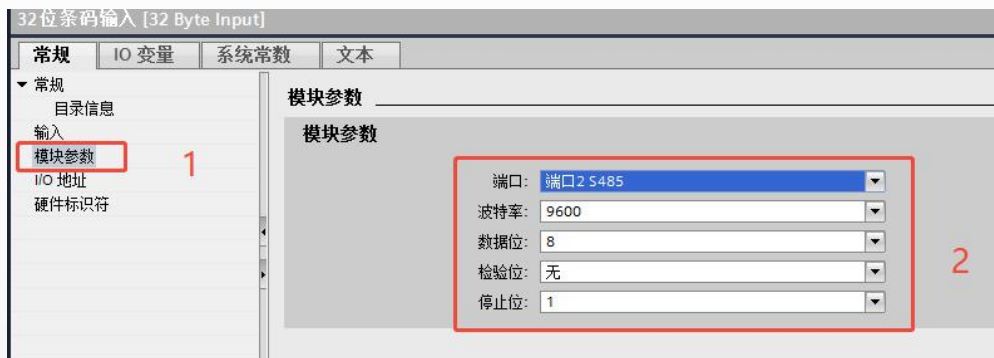 32位条码输入 [32 Byte Input]
常规 IO 变量 系统常数 文本
常规
目录信息
输入
模块参数
I/O 地址
硬件标识符
1
模块参数
模块参数
端口: 端口2 S485
波特率: 9600
数据位: 8
检验位: 无
停止位: 1
2